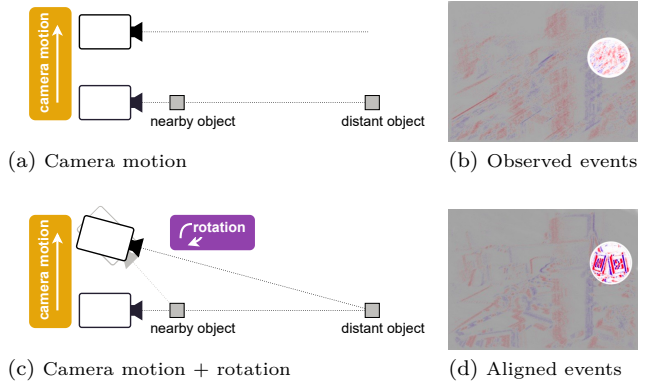 camera motion
nearby object
distant object
(a) Camera motion
(b) Observed events
camera motion
rotation
nearby object
distant object
(c) Camera motion + rotation
(d) Aligned events